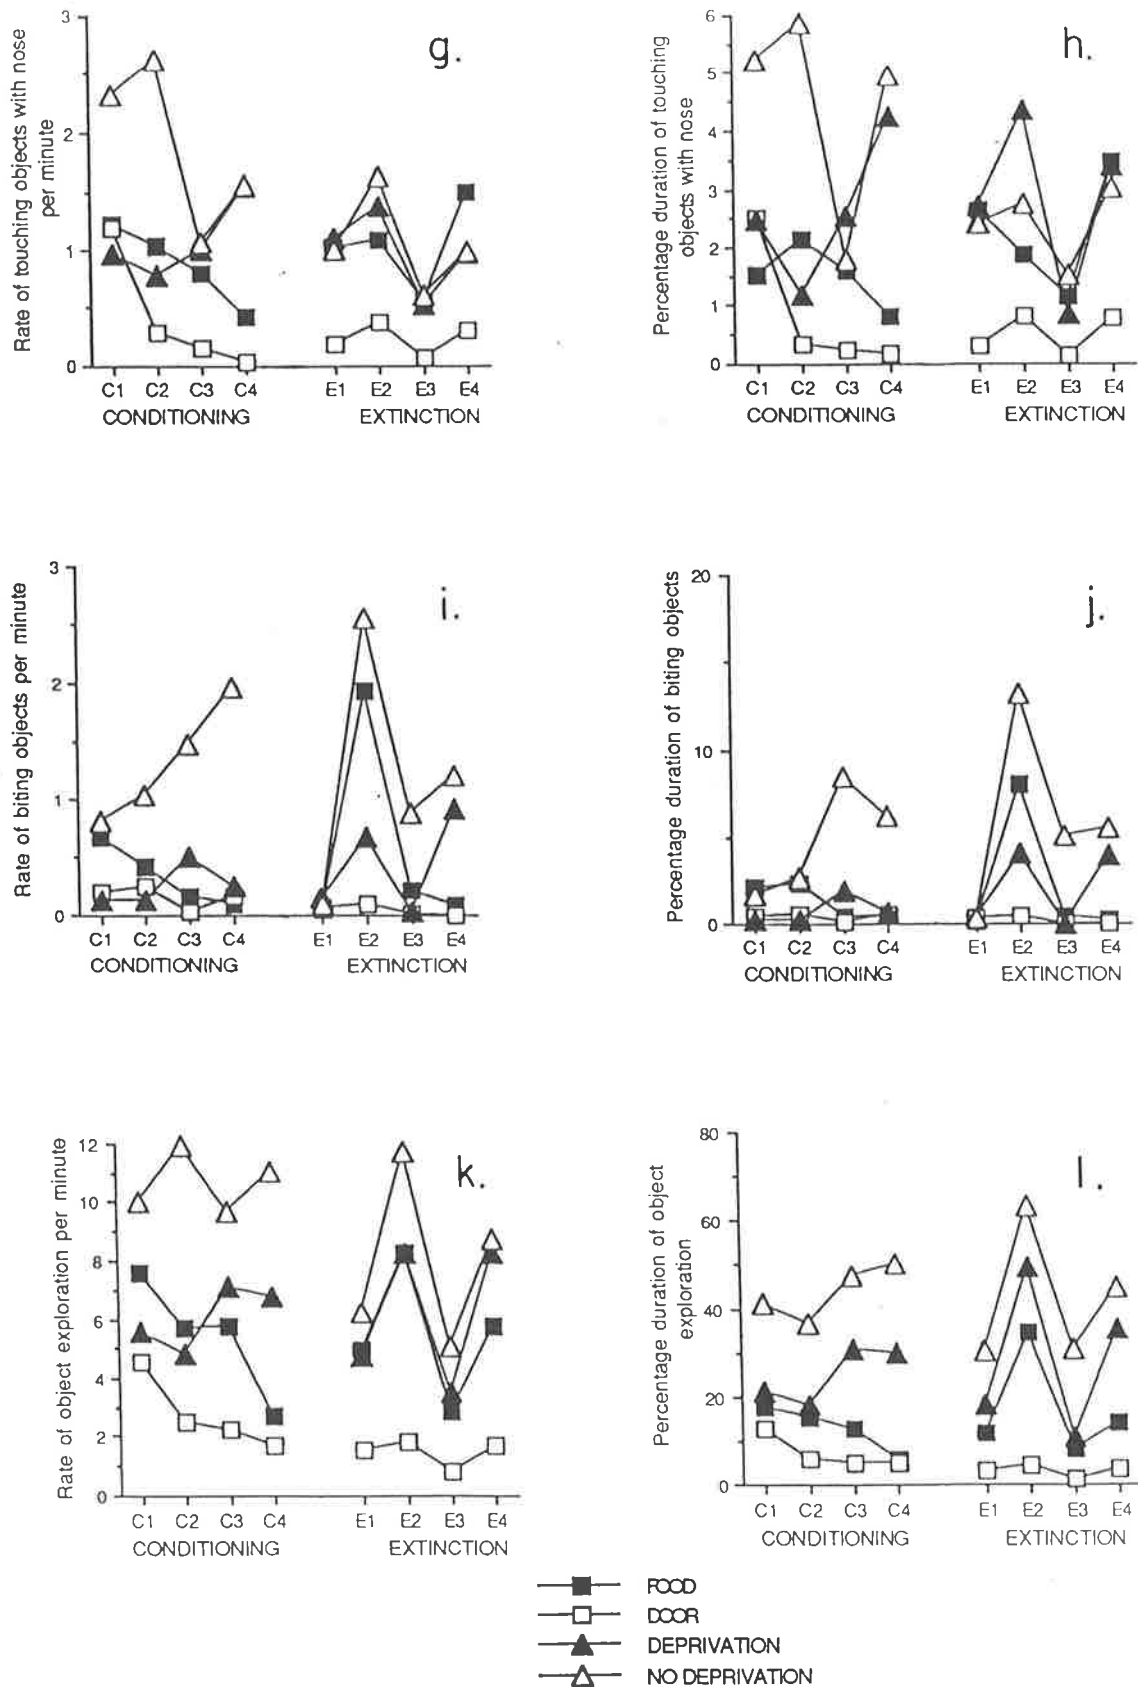 Rate of touching objects with nose
per minute
3
2
1
0
g.
C1 C2 C3 C4
E1 E2 E3 E4
CONDITIONING
EXTINCTION
Percentage duration of touching
objects with nose
6
5
4
3
2
1
0
h.
C1 C2 C3 C4
E1 E2 E3 E4
CONDITIONING
EXTINCTION
Rate of biting objects per minute
3
2
1
0
i.
C1 C2 C3 C4
E1 E2 E3 E4
CONDITIONING
EXTINCTION
Percentage duration of biting objects
20
10
0
j.
C1 C2 C3 C4
E1 E2 E3 E4
CONDITIONING
EXTINCTION
Rate of object exploration per minute
12
10
8
6
4
2
0
k.
C1 C2 C3 C4
E1 E2 E3 E4
CONDITIONING
EXTINCTION
Percentage duration of object
exploration
80
60
40
20
0
l.
C1 C2 C3 C4
E1 E2 E3 E4
CONDITIONING
EXTINCTION
FOOD
DOOR
DEPRIVATION
NO DEPRIVATION